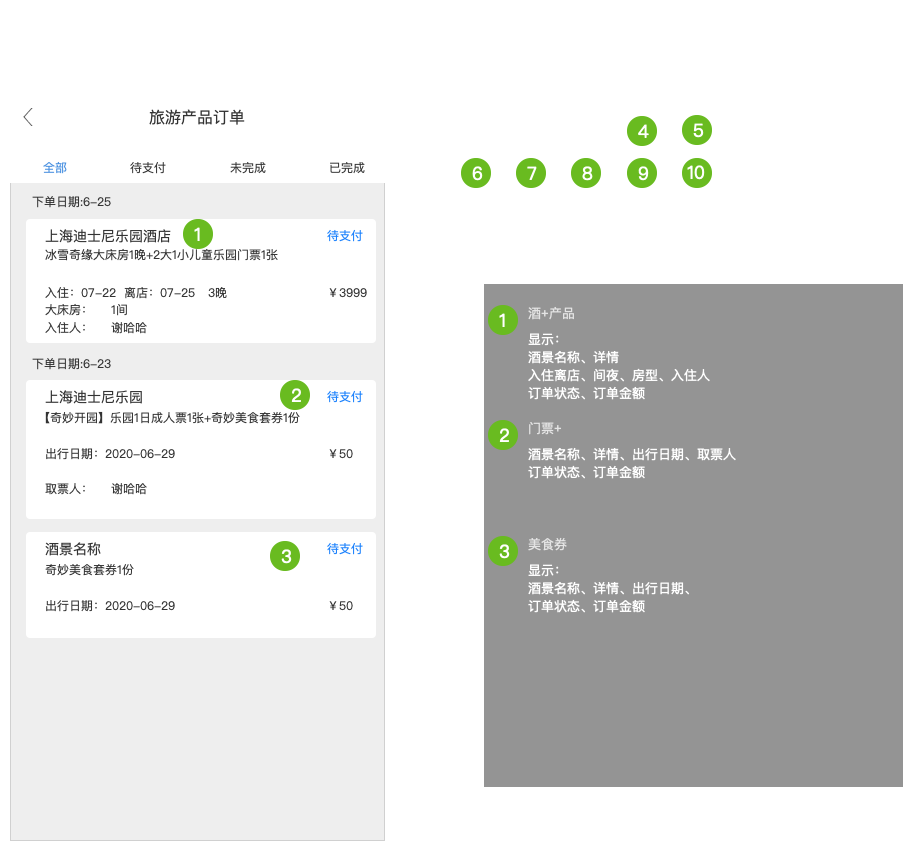 旅游产品订单
全部 待支付 未完成 已完成
下单日期:6-25
上海迪士尼乐园酒店 1 待支付
冰雪奇缘大床房1晚+2大1小儿童乐园门票1张
入住：07-22 离店：07-25 3晚 ¥3999
大床房： 1间
入住人： 谢哈哈
下单日期:6-23
上海迪士尼乐园 2 待支付
【奇妙开园】乐园1日成人票1张+奇妙美食套券1份
出行日期：2020-06-29 ¥50
取票人： 谢哈哈
酒景名称 3 待支付
奇妙美食套券1份
出行日期：2020-06-29 ¥50
4 5
6 7 8 9 10
1 酒+产品
显示：
酒景名称、详情
入住离店、间夜、房型、入住人
订单状态、订单金额
2 门票+
酒景名称、详情、出行日期、取票人
订单状态、订单金额
3 美食券
显示：
酒景名称、详情、出行日期、
订单状态、订单金额